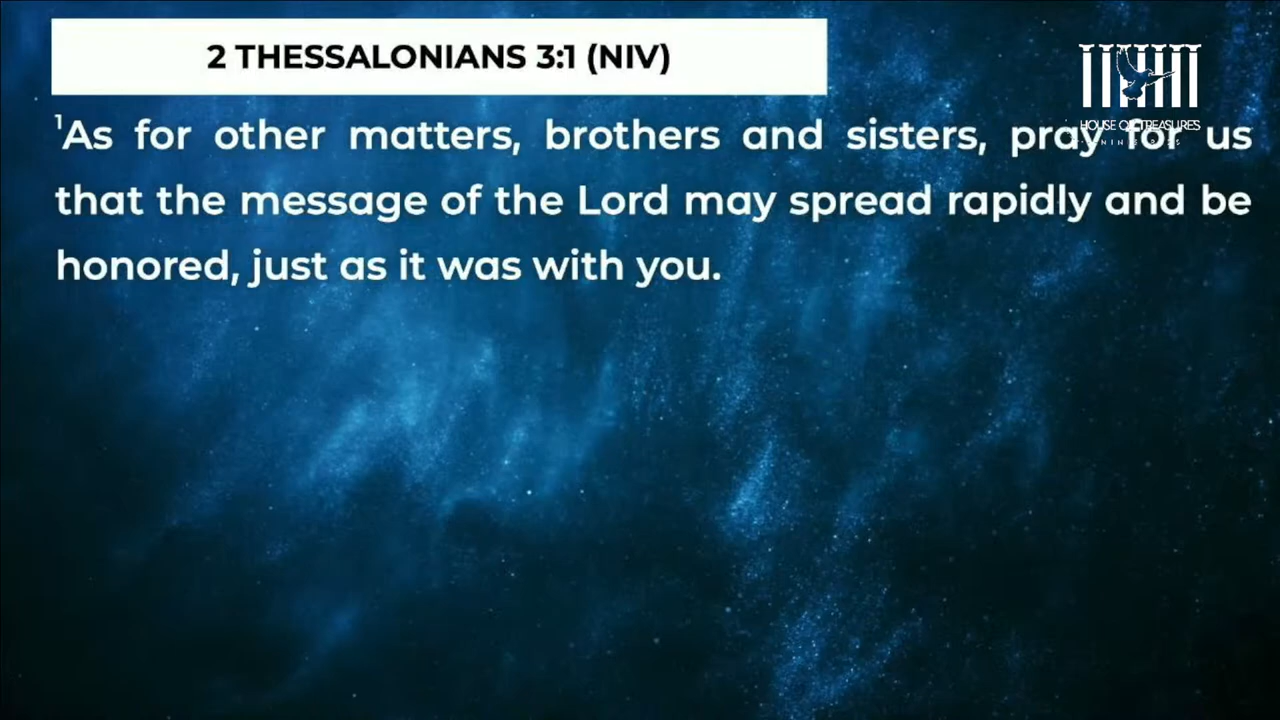 2 THESSALONIANS 3:1 (NIV)
¹As for other matters, brothers and sisters, pray for us
that the message of the Lord may spread rapidly and be
honored, just as it was with you.
HOUSE OF TREASURES